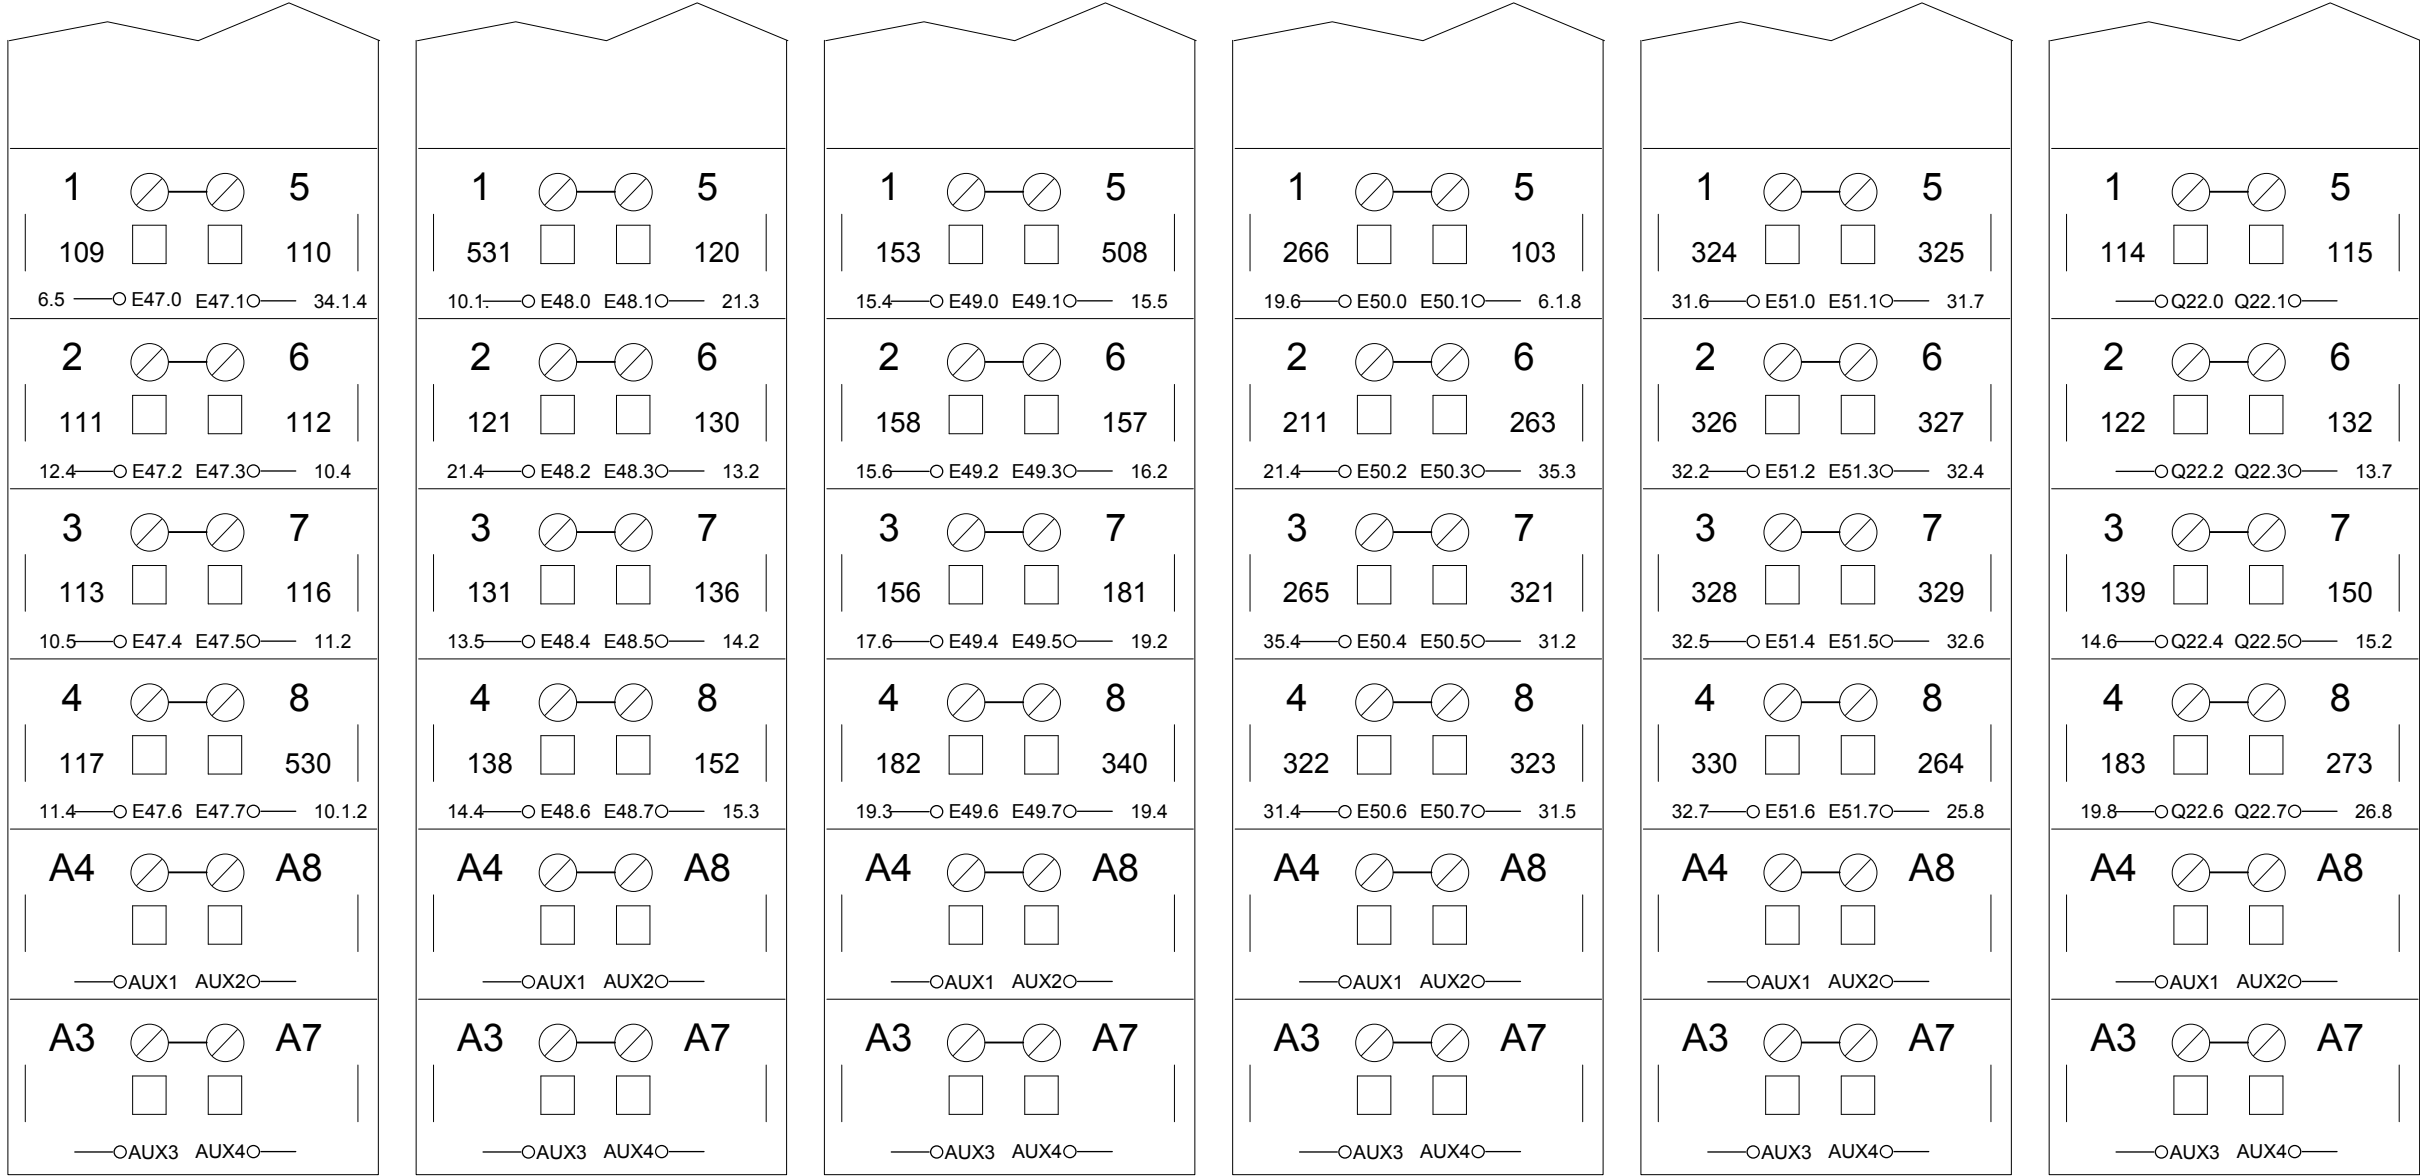 1 5 1 5 1 5 1 5 1 5 1 5
109 110 531 120 153 508 266 103 324 325 114 115
6.5 E47.0 E47.1 34.1.4 10.1. E48.0 E48.1 21.3 15.4 E49.0 E49.1 15.5 19.6 E50.0 E50.1 6.1.8 31.6 E51.0 E51.1 31.7 Q22.0 Q22.1
2 6 2 6 2 6 2 6 2 6 2 6
111 112 121 130 158 157 211 263 326 327 122 132
12.4 E47.2 E47.3 10.4 21.4 E48.2 E48.3 13.2 15.6 E49.2 E49.3 16.2 21.4 E50.2 E50.3 35.3 32.2 E51.2 E51.3 32.4 Q22.2 Q22.3 13.7
3 7 3 7 3 7 3 7 3 7 3 7
113 116 131 136 156 181 265 321 328 329 139 150
10.5 E47.4 E47.5 11.2 13.5 E48.4 E48.5 14.2 17.6 E49.4 E49.5 19.2 35.4 E50.4 E50.5 31.2 32.5 E51.4 E51.5 32.6 14.6 Q22.4 Q22.5 15.2
4 8 4 8 4 8 4 8 4 8 4 8
117 530 138 152 182 340 322 323 330 264 183 273
11.4 E47.6 E47.7 10.1.2 14.4 E48.6 E48.7 15.3 19.3 E49.6 E49.7 19.4 31.4 E50.6 E50.7 31.5 32.7 E51.6 E51.7 25.8 19.8 Q22.6 Q22.7 26.8
A4 A8 A4 A8 A4 A8 A4 A8 A4 A8 A4 A8
AUX1 AUX2 AUX1 AUX2 AUX1 AUX2 AUX1 AUX2 AUX1 AUX2 AUX1 AUX2
A3 A7 A3 A7 A3 A7 A3 A7 A3 A7 A3 A7
AUX3 AUX4 AUX3 AUX4 AUX3 AUX4 AUX3 AUX4 AUX3 AUX4 AUX3 AUX4